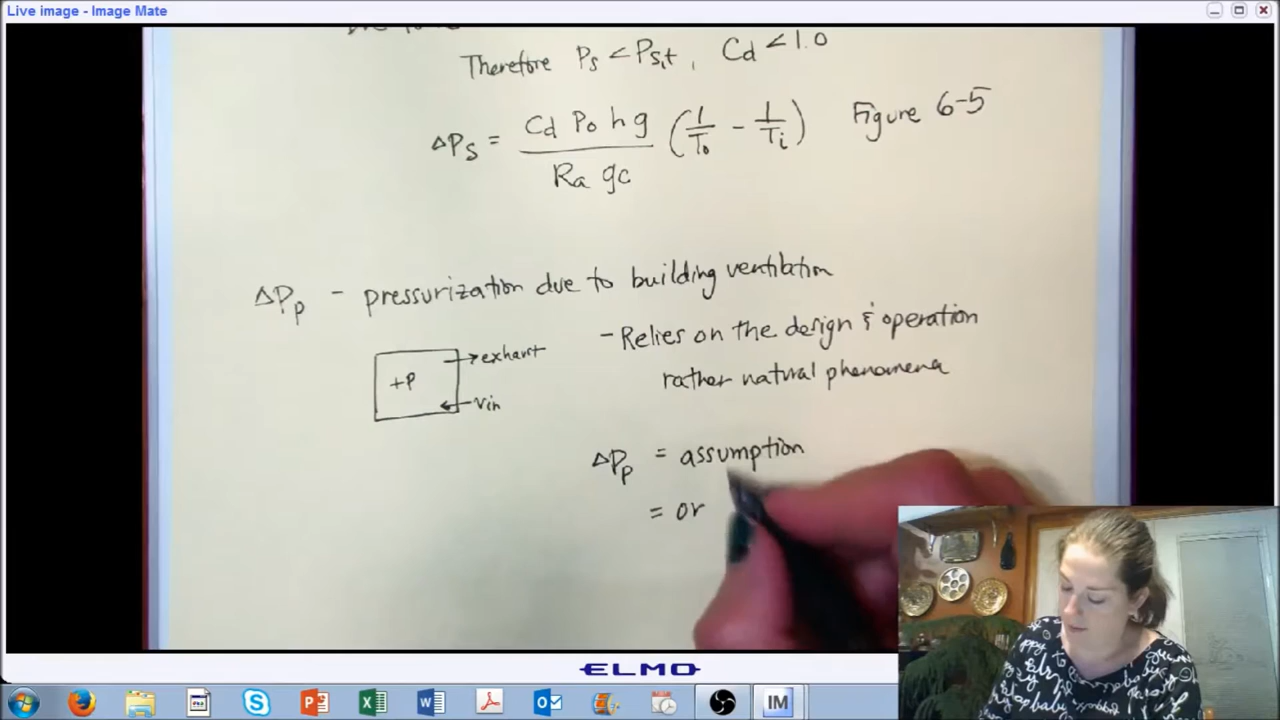 Live image - Image Mate
Therefore Ps < Ps,t , Cd < 1.0
ΔPs = Cd Po h g / Ra gc (1/To - 1/Ti) Figure 6-5
ΔPp - pressurization due to building ventilation
- Relies on the design & operation
rather natural phenomena
+P
→ exhaust
← Vin
ΔPp = assumption
= or
ELMO
IM